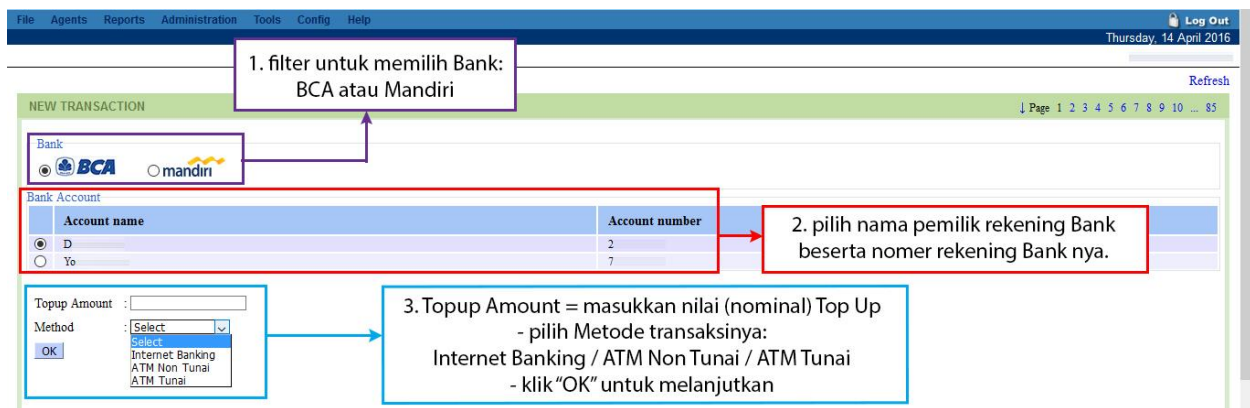 File Agents Reports Administration Tools Config Help Log Out
Thursday, 14 April 2016
1. filter untuk memilih Bank:
BCA atau Mandiri
Refresh
NEW TRANSACTION
↓ Page 1 2 3 4 5 6 7 8 9 10 ... 85
Bank
BCA mandiri
Bank Account
Account name Account number
D 2
Yo 7
2. pilih nama pemilik rekening Bank
beserta nomer rekening Bank nya.
Topup Amount :
Method : Select
Select
Internet Banking
ATM Non Tunai
ATM Tunai
OK
3. Topup Amount = masukkan nilai (nominal) Top Up
- pilih Metode transaksinya:
Internet Banking / ATM Non Tunai / ATM Tunai
- klik “OK” untuk melanjutkan